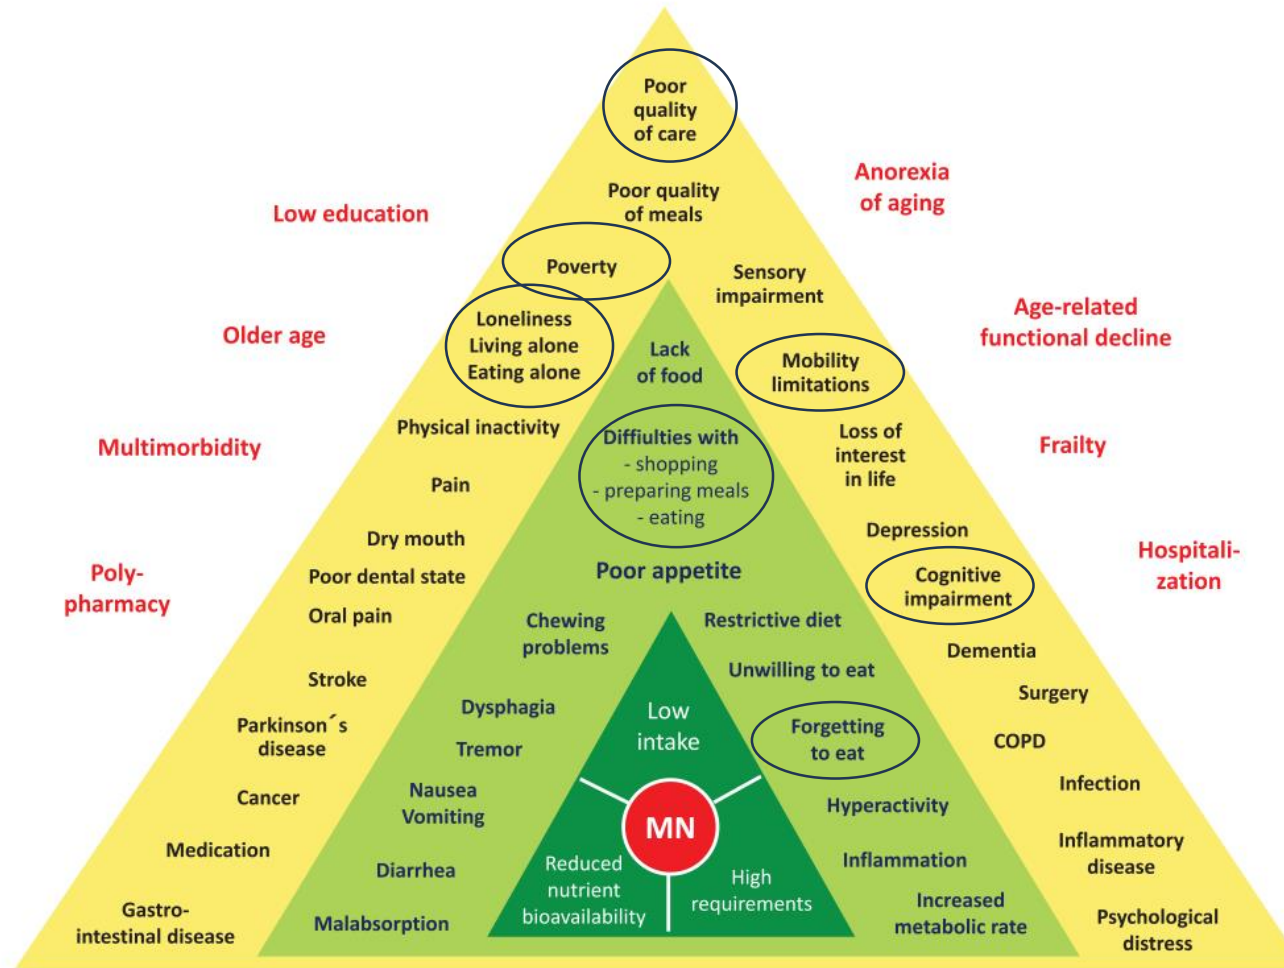 Poor
quality
of care
Poor quality
of meals
Anorexia
of aging
Low education
Poverty
Sensory
impairment
Loneliness
Living alone
Eating alone
Older age
Lack
of food
Mobility
limitations
Age-related
functional decline
Physical inactivity
Multimorbidity
Diffiulties with
- shopping
- preparing meals
- eating
Loss of
interest
in life
Frailty
Pain
Dry mouth
Depression
Poly-
pharmacy
Poor dental state
Poor appetite
Cognitive
impairment
Hospitali-
zation
Oral pain
Chewing
problems
Restrictive diet
Dementia
Stroke
Unwilling to eat
Surgery
Parkinson´s
disease
Dysphagia
Tremor
Low
intake
Forgetting
to eat
COPD
Cancer
Nausea
Vomiting
MN
Hyperactivity
Infection
Medication
Diarrhea
Reduced
nutrient
bioavailability
High
requirements
Inflammation
Inflammatory
disease
Gastro-
intestinal disease
Malabsorption
Increased
metabolic rate
Psychological
distress